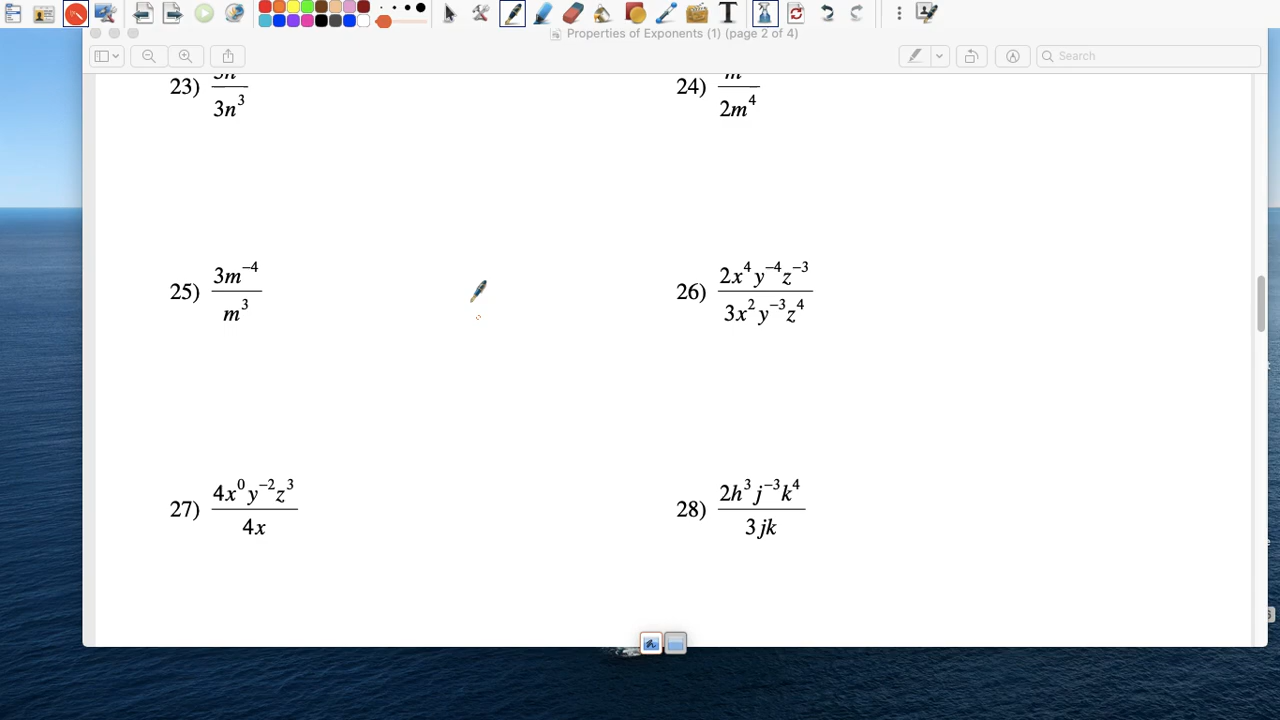 Properties of Exponents (1) (page 2 of 4)
Search
23) 3n³
24) 2m⁴
25) 3m⁻⁴ / m³
26) 2x⁴y⁻⁴z⁻³ / 3x²y⁻³z⁴
27) 4x⁰y⁻²z³ / 4x
28) 2h³j⁻³k⁴ / 3jk